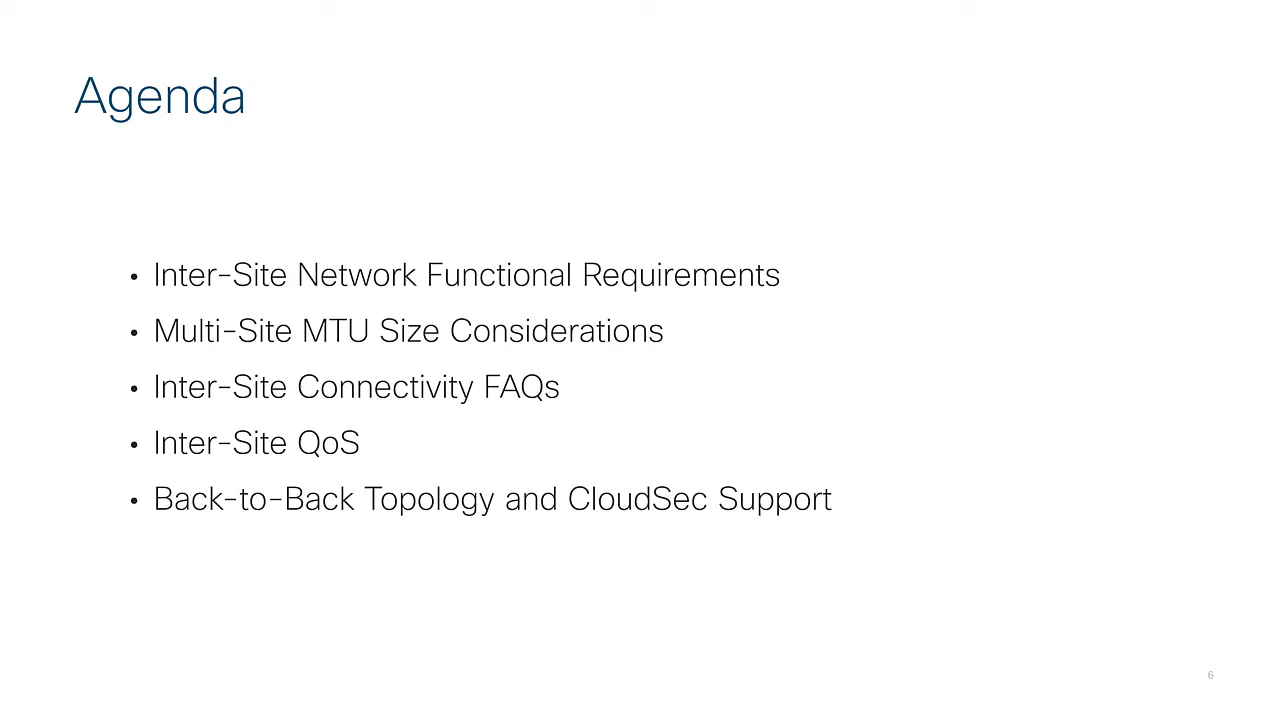 Agenda
• Inter-Site Network Functional Requirements
• Multi-Site MTU Size Considerations
• Inter-Site Connectivity FAQs
• Inter-Site QoS
• Back-to-Back Topology and CloudSec Support
6